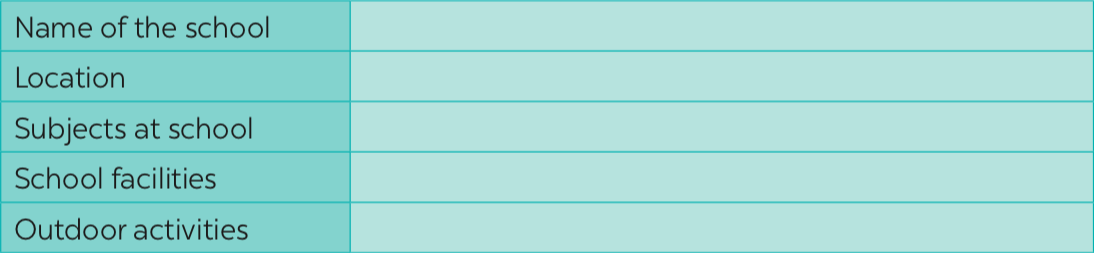 Name of the school
Location
Subjects at school
School facilities
Outdoor activities